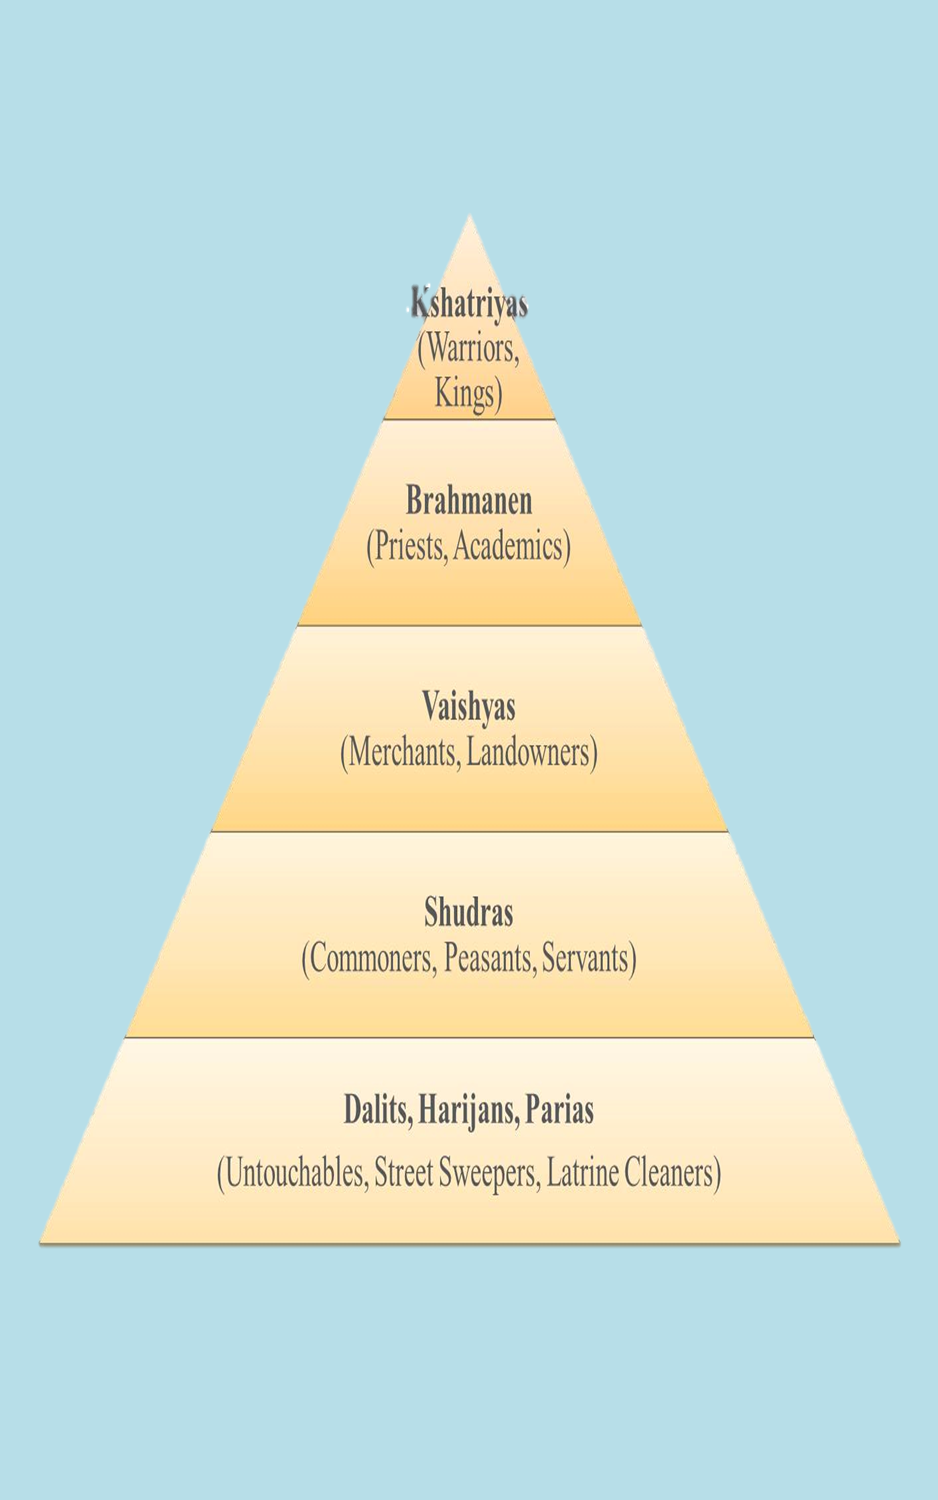 Kshatriyas
(Warriors,
Kings)
Brahmanen
(Priests, Academics)
Vaishyas
(Merchants, Landowners)
Shudras
(Commoners, Peasants, Servants)
Dalits, Harijans, Parias
(Untouchables, Street Sweepers, Latrine Cleaners)